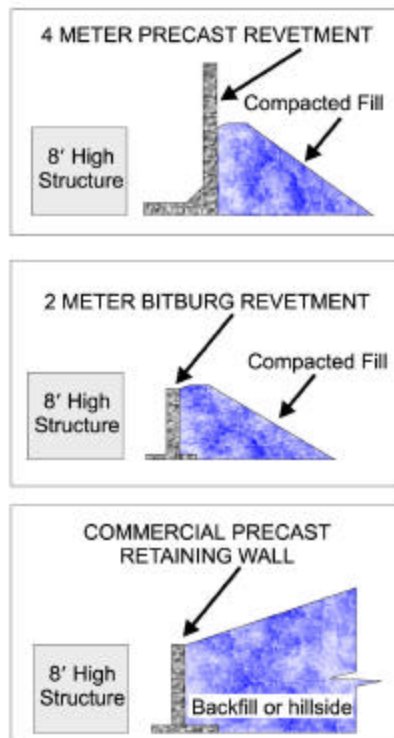 4 METER PRECAST REVETMENT
Compacted Fill
8' High
Structure
2 METER BITBURG REVETMENT
Compacted Fill
8' High
Structure
COMMERCIAL PRECAST
RETAINING WALL
8' High
Structure
Backfill or hillside